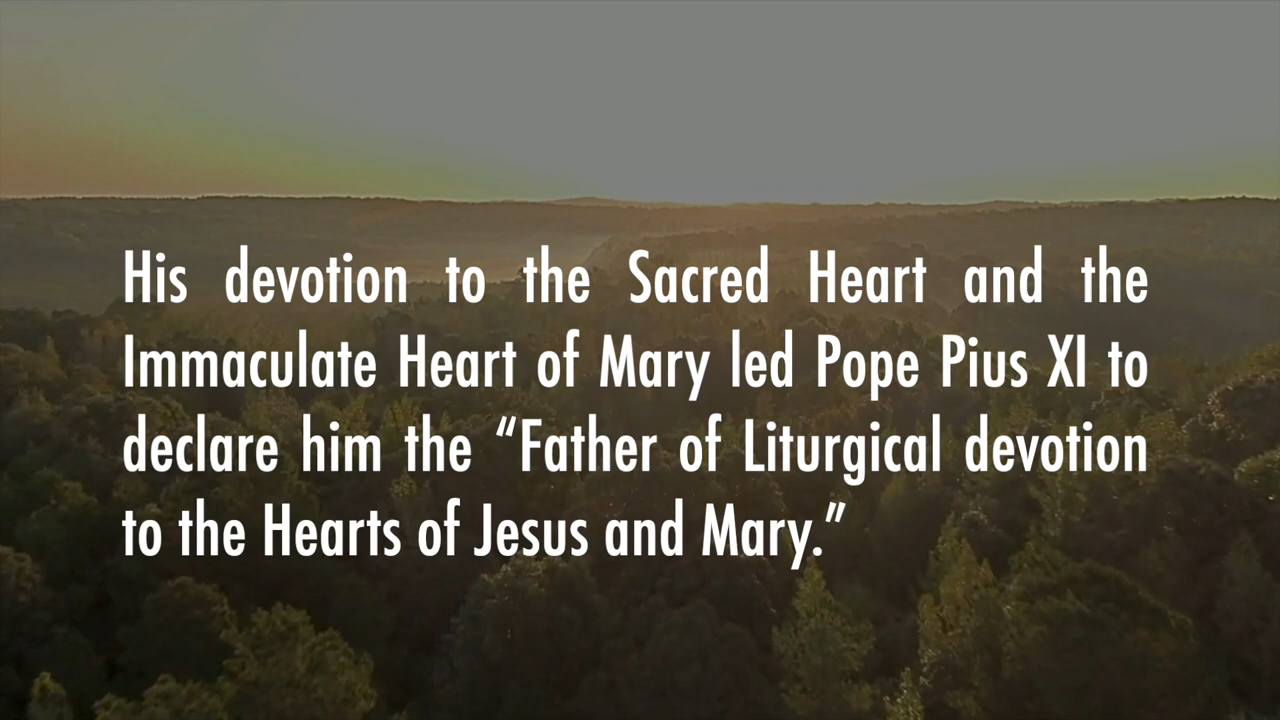 His devotion to the Sacred Heart and the
Immaculate Heart of Mary led Pope Pius XI to
declare him the “Father of Liturgical devotion
to the Hearts of Jesus and Mary.”